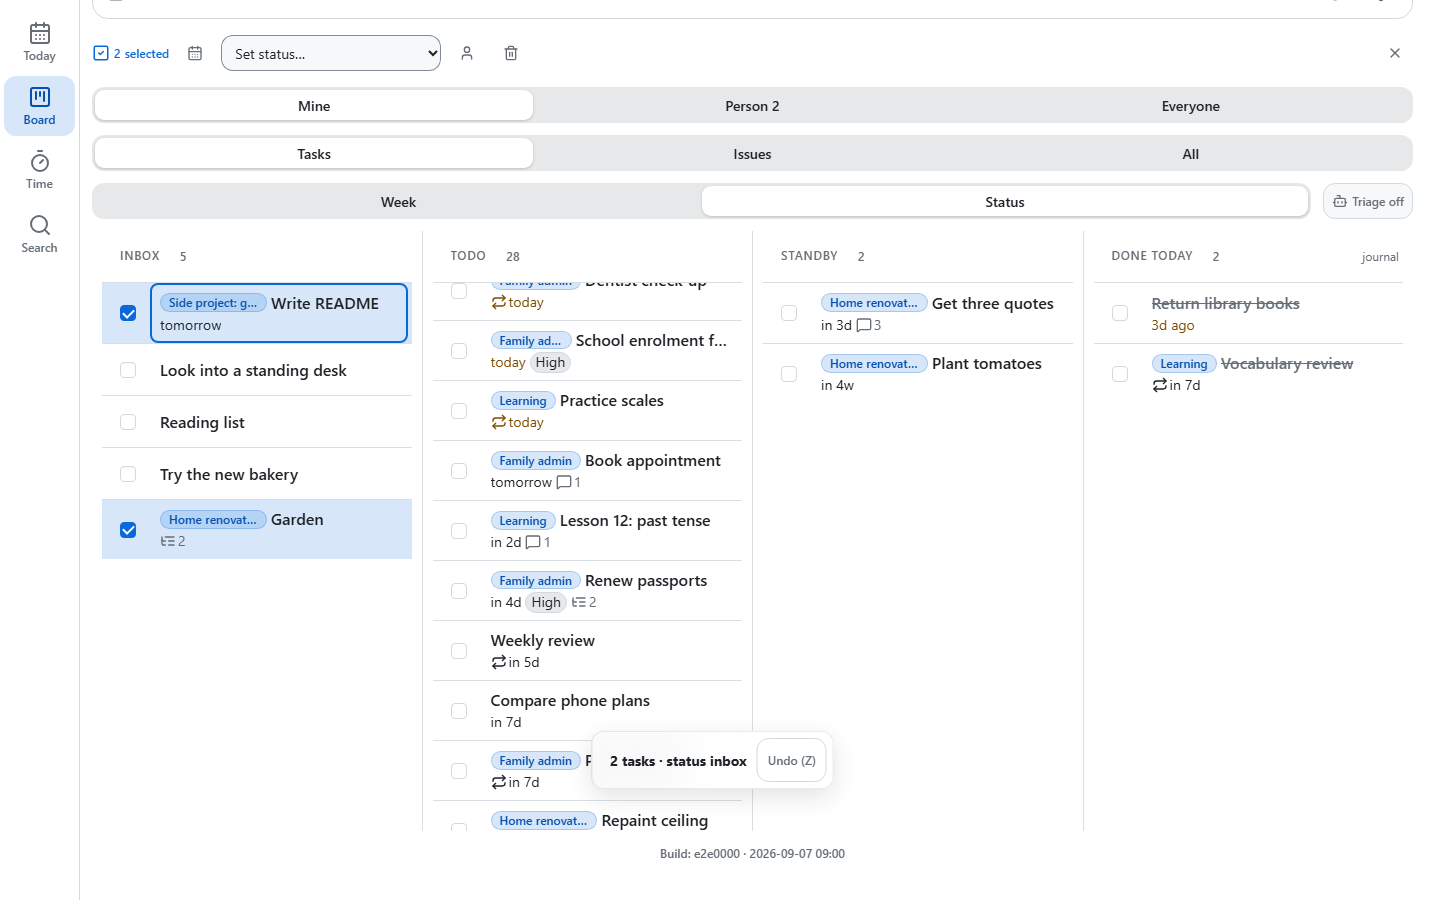 Today
Board
Time
Search
2 selected
Set status...
Mine
Person 2
Everyone
Tasks
Issues
All
Week
Status
Triage off
INBOX 5
Side project: g... Write README
tomorrow
Look into a standing desk
Reading list
Try the new bakery
Home renovat... Garden
2
TODO 28
Family admin Dentist check-up
today
Family ad... School enrolment f...
today High
Learning Practice scales
today
Family admin Book appointment
tomorrow 1
Learning Lesson 12: past tense
in 2d 1
Family admin Renew passports
in 4d High 2
Weekly review
in 5d
Compare phone plans
in 7d
Family admin
in 7d
Home renovat... Repaint ceiling
STANDBY 2
Home renovat... Get three quotes
in 3d 3
Home renovat... Plant tomatoes
in 4w
DONE TODAY 2
journal
Return library books
3d ago
Learning Vocabulary review
in 7d
2 tasks · status inbox
Undo (Z)
Build: e2e0000 · 2026-09-07 09:00